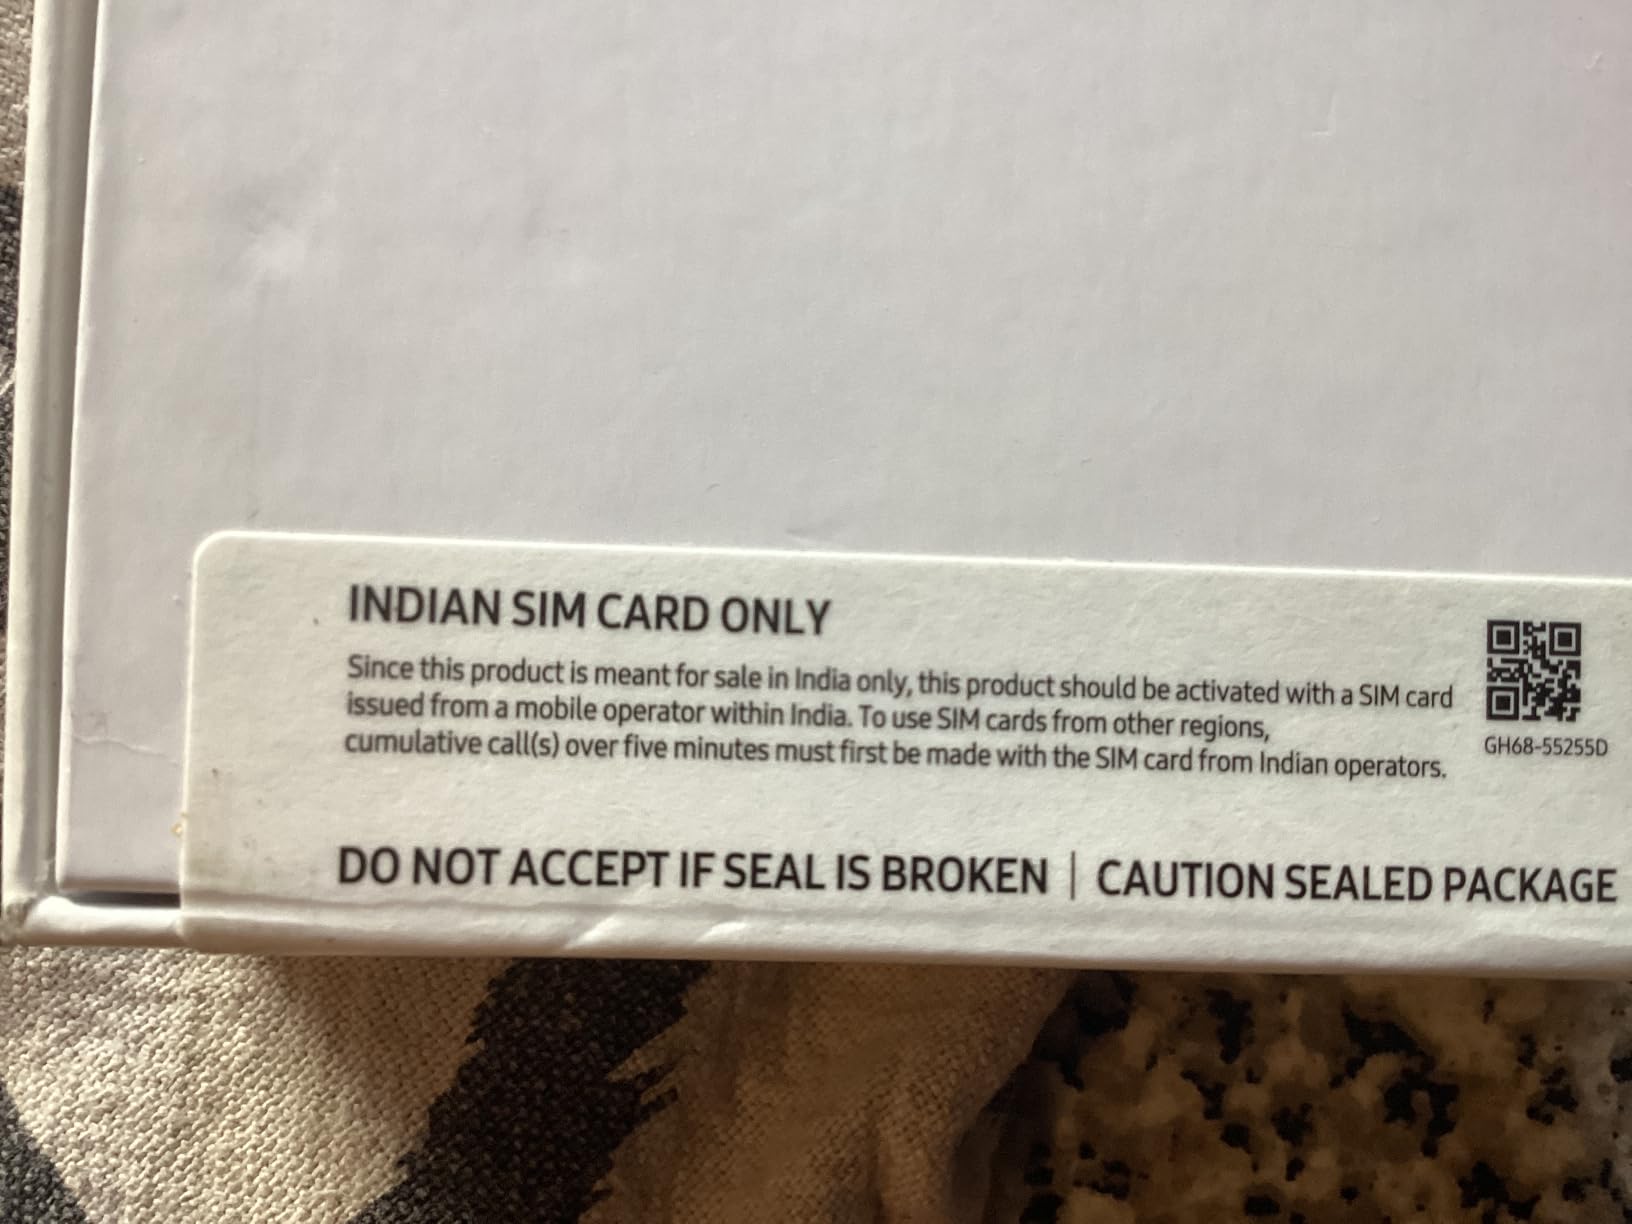 INDIAN SIM CARD ONLY
Since this product is meant for sale in India only, this product should be activated with a SIM card
issued from a mobile operator within India. To use SIM cards from other regions,
cumulative call(s) over five minutes must first be made with the SIM card from Indian operators.
GH68-55255D
DO NOT ACCEPT IF SEAL IS BROKEN | CAUTION SEALED PACKAGE